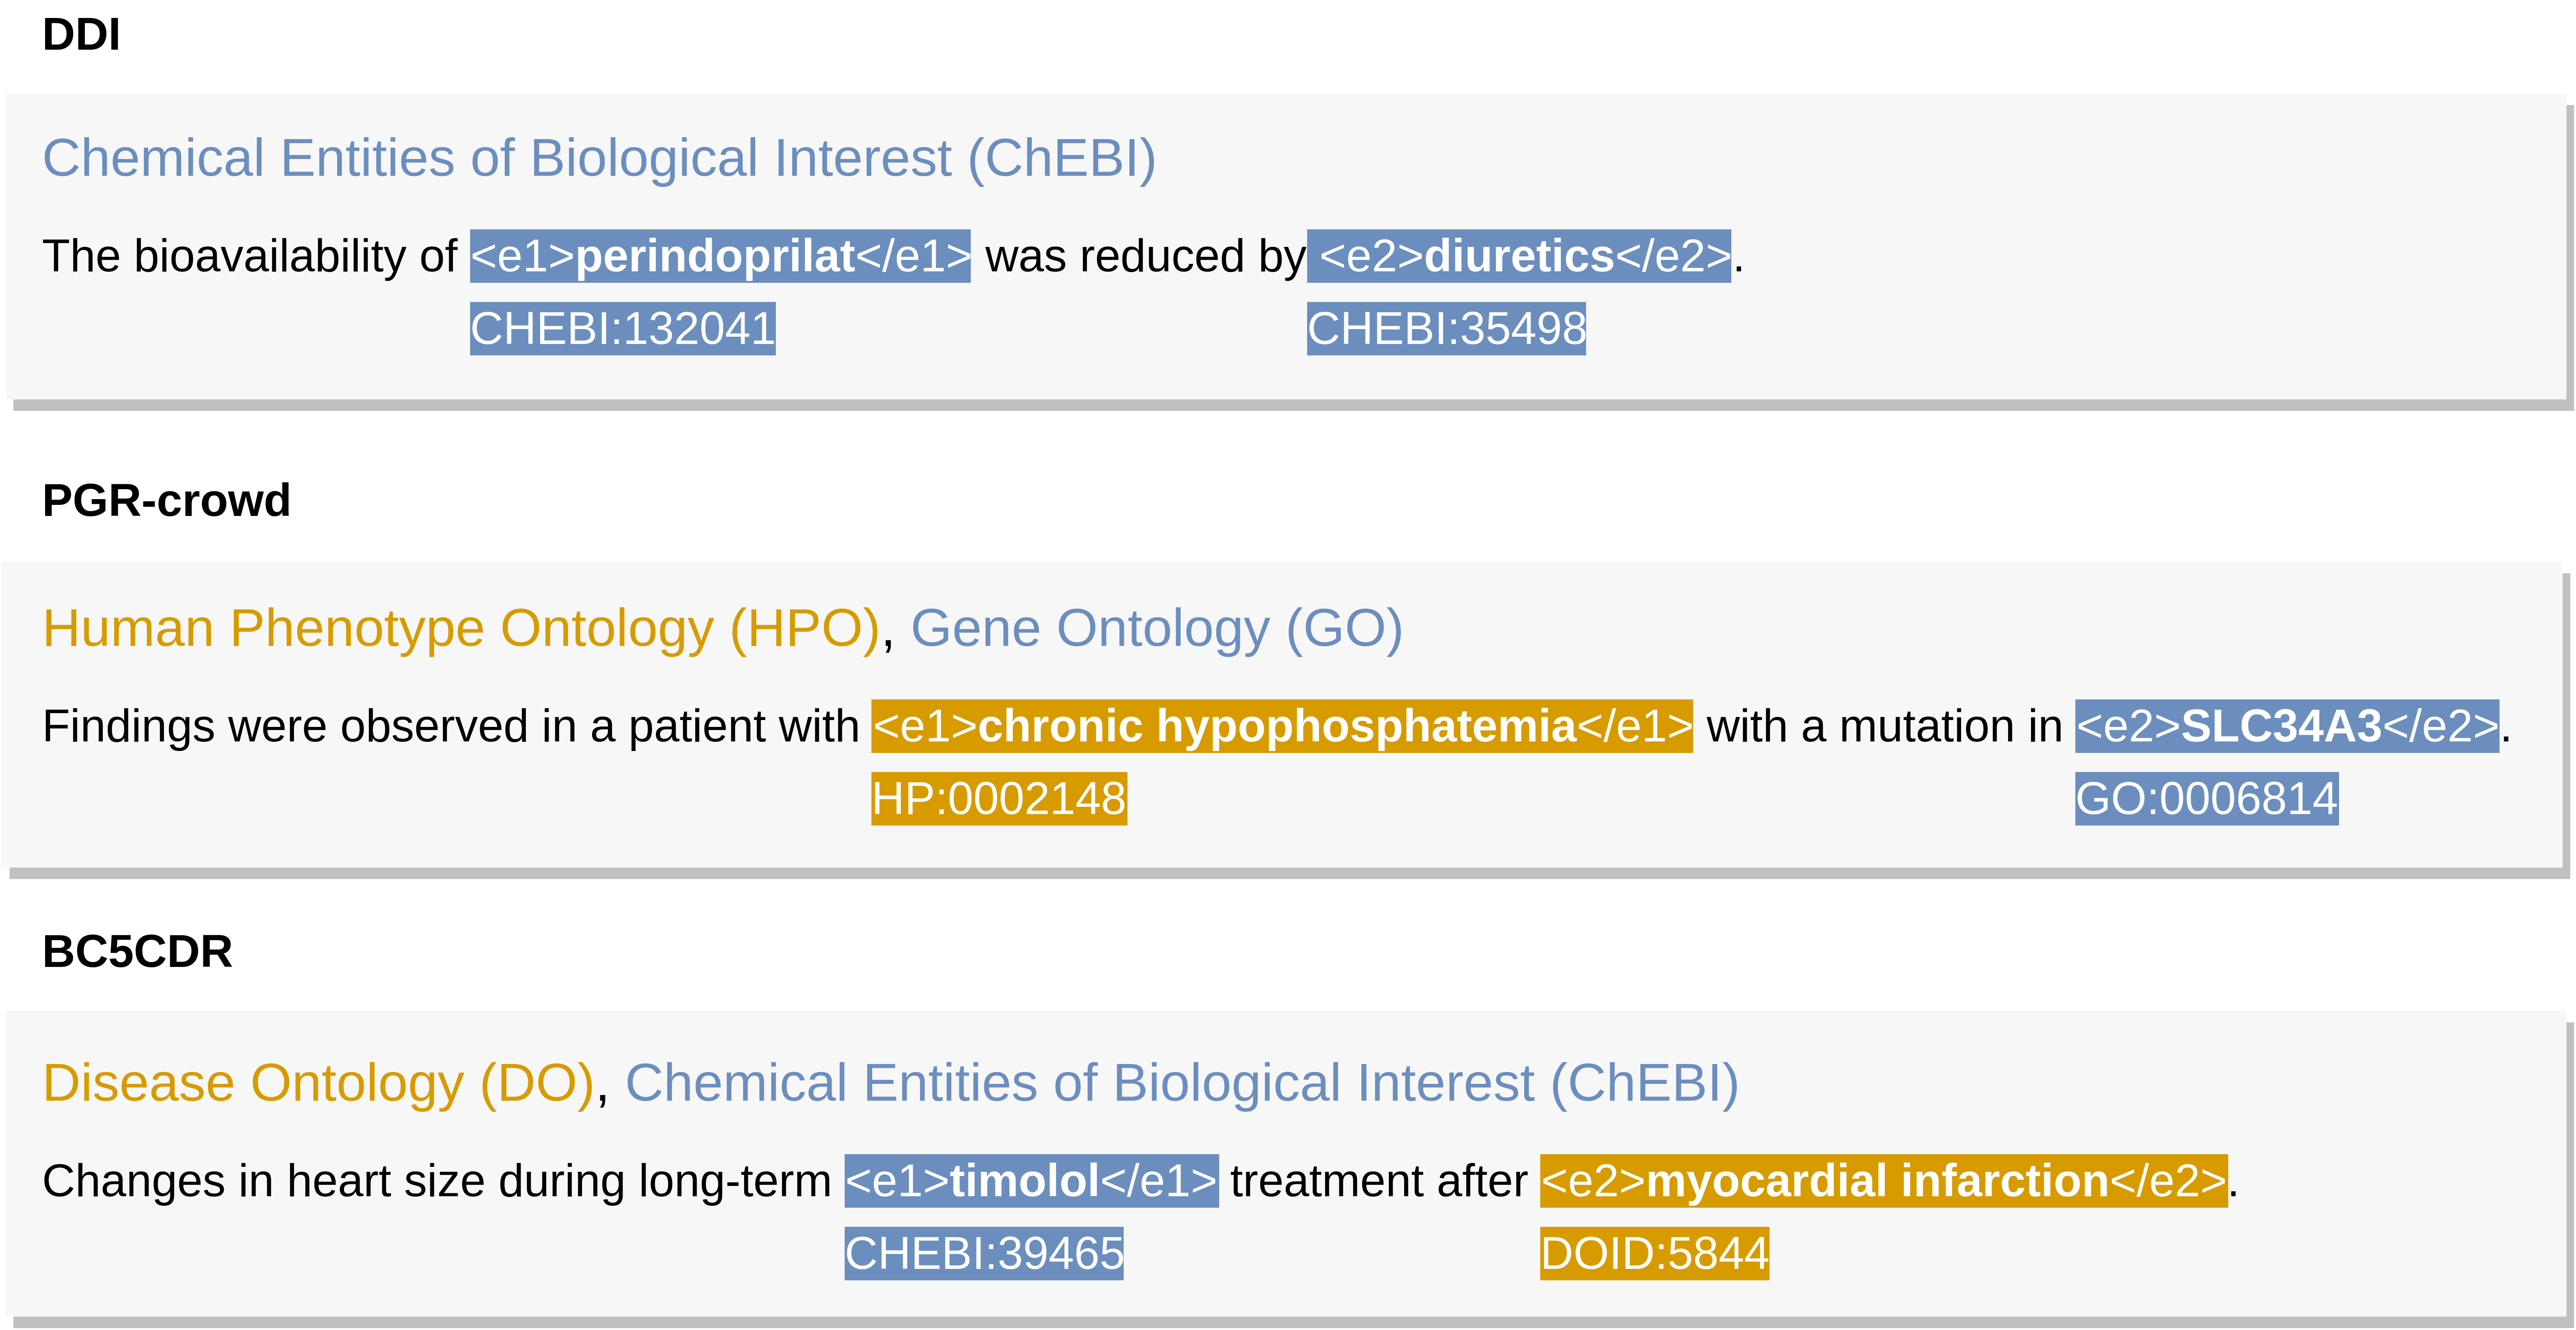 DDI
Chemical Entities of Biological Interest (ChEBI)
The bioavailability of <e1>perindoprilat</e1> was reduced by <e2>diuretics</e2>.
CHEBI:132041 CHEBI:35498
PGR-crowd
Human Phenotype Ontology (HPO), Gene Ontology (GO)
Findings were observed in a patient with <e1>chronic hypophosphatemia</e1> with a mutation in <e2>SLC34A3</e2>.
HP:0002148 GO:0006814
BC5CDR
Disease Ontology (DO), Chemical Entities of Biological Interest (ChEBI)
Changes in heart size during long-term <e1>timolol</e1> treatment after <e2>myocardial infarction</e2>.
CHEBI:39465 DOID:5844